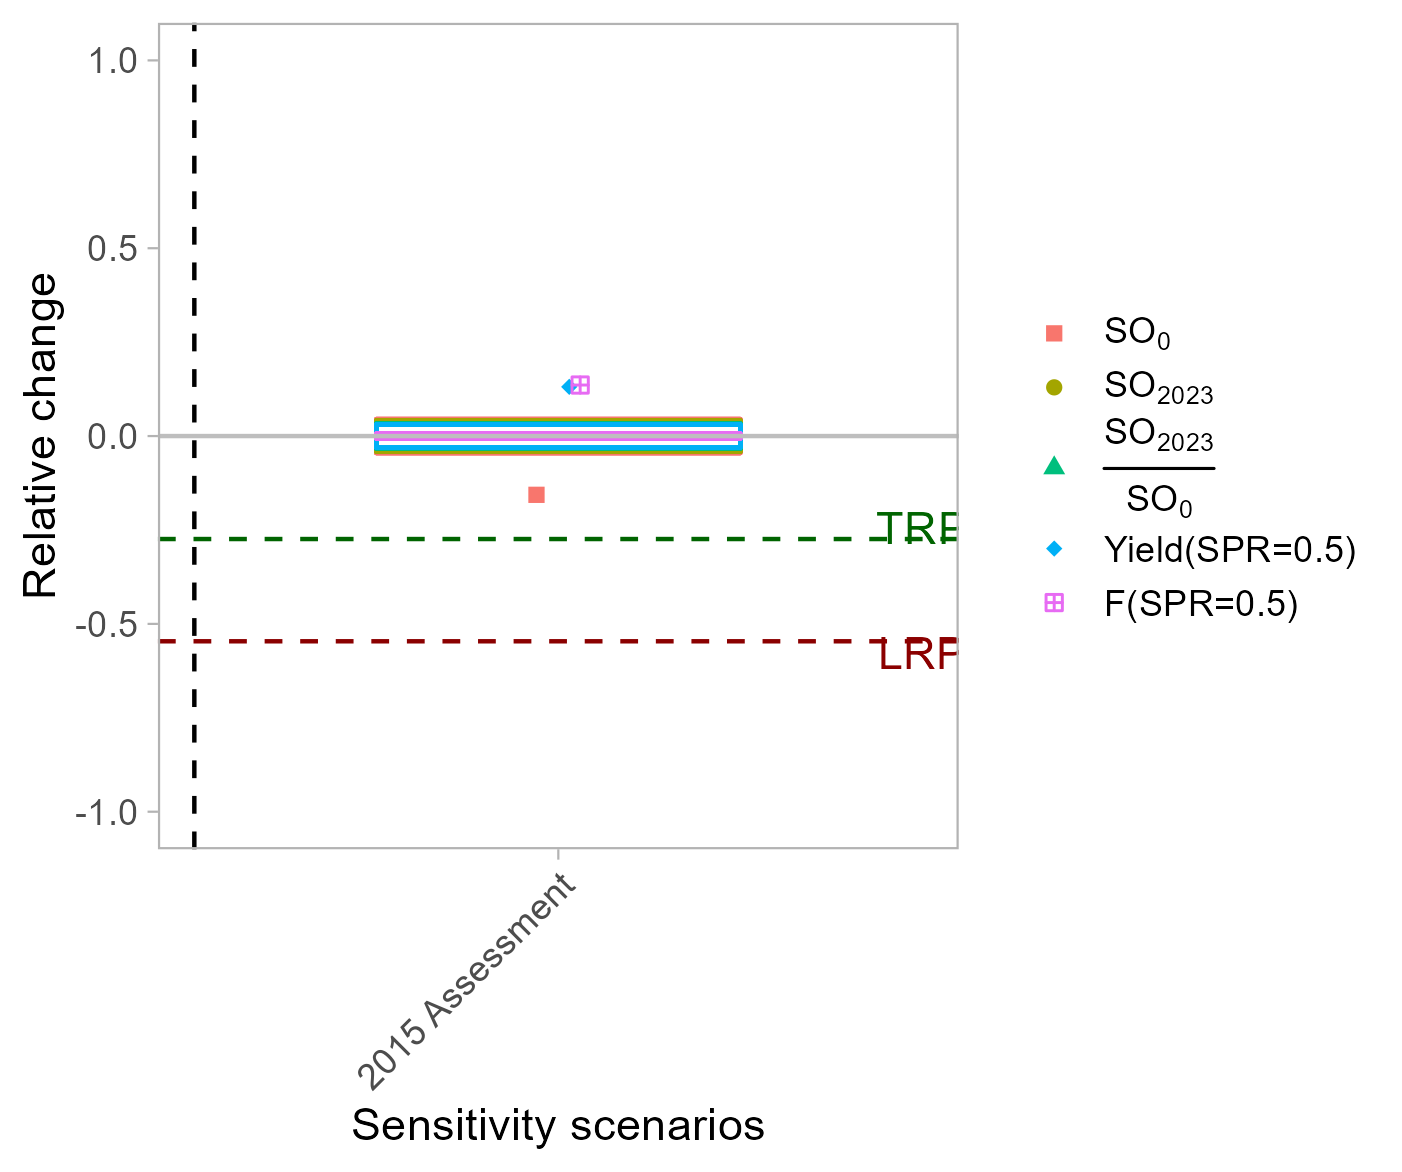 1.0
0.5
0.0
-0.5
-1.0
Relative change
TRP
LRP
2015 Assessment
Sensitivity scenarios
SO0
SO2023
SO2023
SO0
Yield(SPR=0.5)
F(SPR=0.5)